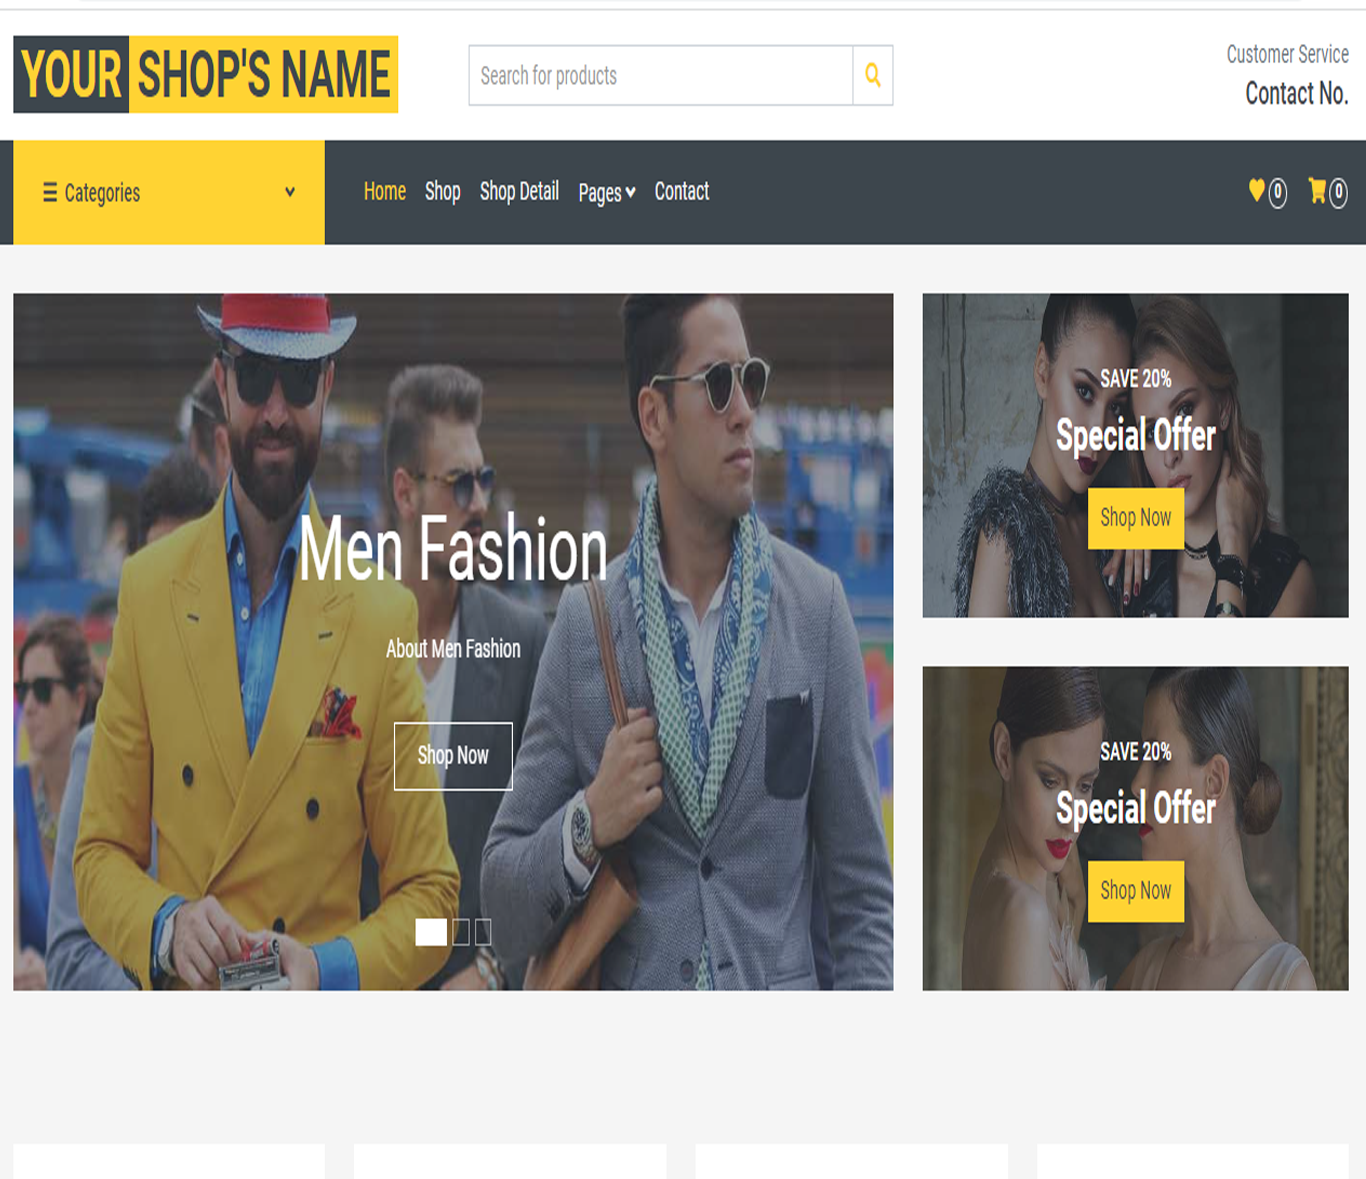 YOUR SHOP'S NAME
Search for products
Customer Service
Contact No.
Categories
Home Shop Shop Detail Pages Contact
0 0
Men Fashion
About Men Fashion
Shop Now
SAVE 20%
Special Offer
Shop Now
SAVE 20%
Special Offer
Shop Now